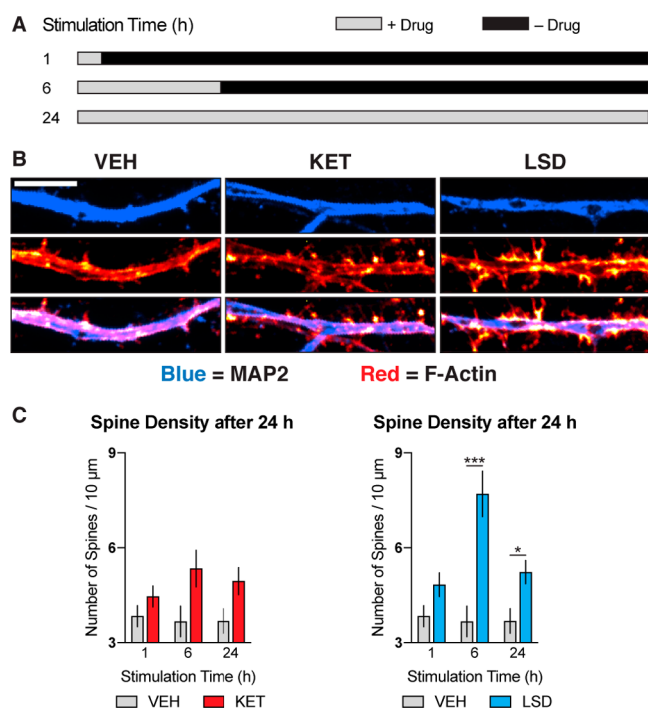 A Stimulation Time (h) + Drug – Drug
1
6
24
B VEH KET LSD
Blue = MAP2 Red = F-Actin
C
Spine Density after 24 h
Number of Spines / 10 µm
9
6
3
1 6 24
Stimulation Time (h)
VEH KET
Spine Density after 24 h
Number of Spines / 10 µm
9
6
3
***
*
1 6 24
Stimulation Time (h)
VEH LSD